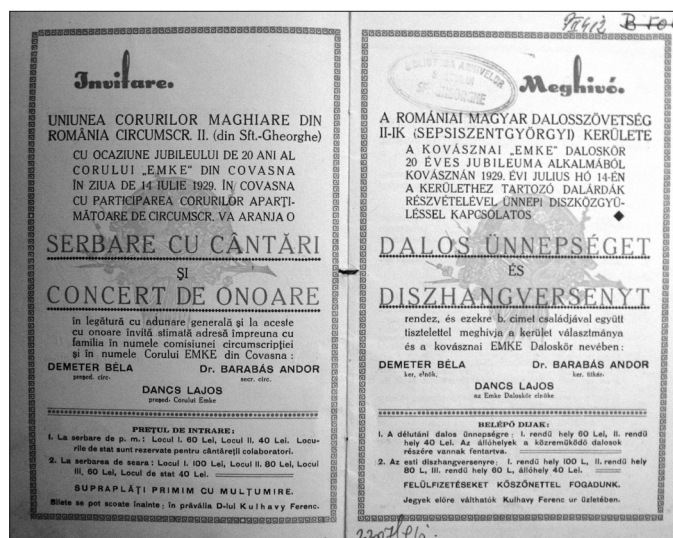 Invitare.
UNIUNEA CORURILOR MAGHIARE DIN
ROMÂNIA CIRCUMSCR. II. (din Sft.-Gheorghe)
CU OCAZIUNE JUBILEULUI DE 20 ANI AL
CORULUI „EMKE" DIN COVASNA
ÎN ZIUA DE 14 IULIE 1929. ÎN COVASNA
CU PARTICIPAREA CORURILOR APARȚI-
MĂTOARE DE CIRCUMSCR. VA ARANJA O
SERBARE CU CÂNTĂRI
ȘI
CONCERT DE ONOARE
în legătură cu adunare generală și la aceste
cu onoare invită stimată adresă împreuna cu
familia în numele comisiunei circumscripției
și în numele Corului EMKE din Covasna :
DEMETER BÉLA Dr. BARABÁS ANDOR
președ. circ. secr. circ.
DANCS LAJOS
președ. Corului Emke
PREȚUL DE INTRARE:
1. La serbare de p. m.: Locul I. 60 Lei, Locul II. 40 Lei. Locu-
rile de stat sunt rezervate pentru cântăreții colaboratori.
2. La serbarea de seara: Locul I. 100 Lei, Locul II. 80 Lei, Locul
III, 60 Lei, Locul de stat 40 Lei.
SUPRAPLĂȚI PRIMIM CU MULȚUMIRE.
Bilete se pot scoate înainte: în prăvălia D-lui Kulhavy Ferenc.
Meghivó.
A ROMÁNIAI MAGYAR DALOSSZÖVETSÉG
II-IK (SEPSISZENTGYÖRGYI) KERÜLETE
A KOVÁSZNAI „EMKE" DALOSKÖR
20 ÉVES JUBILEUMA ALKALMÁBÓL
KOVÁSZNÁN 1929. ÉVI JULIUS HÓ 14-ÉN
A KERÜLETHEZ TARTOZÓ DALÁRDÁK
RÉSZVÉTELÉVEL ÜNNEPI DISZKÖZGYÜ-
LÉSSEL KAPCSOLATOS
DALOS ÜNNEPSÉGET
ÉS
DISZHANGVERSENYT
rendez, és ezekre b. cimet családjával együtt
tisztelettel meghivja a kerület választmánya
és a kovásznai EMKE Daloskör nevében:
DEMETER BÉLA Dr. BARABÁS ANDOR
ker. elnök. ker. titkár.
DANCS LAJOS
az Emke Daloskör elnöke
BELÉPŐ DIJAK:
1. A délutáni dalos ünnepségre: I. rendü hely 60 Lei, II. rendü
hely 40 Lei. Az állóhelyek a közremüködő dalosok
részére vannak fentartva.
2. Az esti diszhangversenyre: I. rendü hely 100 L, II. rendü hely
80 L, III. rendü hely 60 L, állóhely 40 Lei.
FELÜLFIZETÉSEKET KÖSZÖNETTEL FOGADUNK.
Jegyek előre válthatók Kulhavy Ferenc ur üzletében.